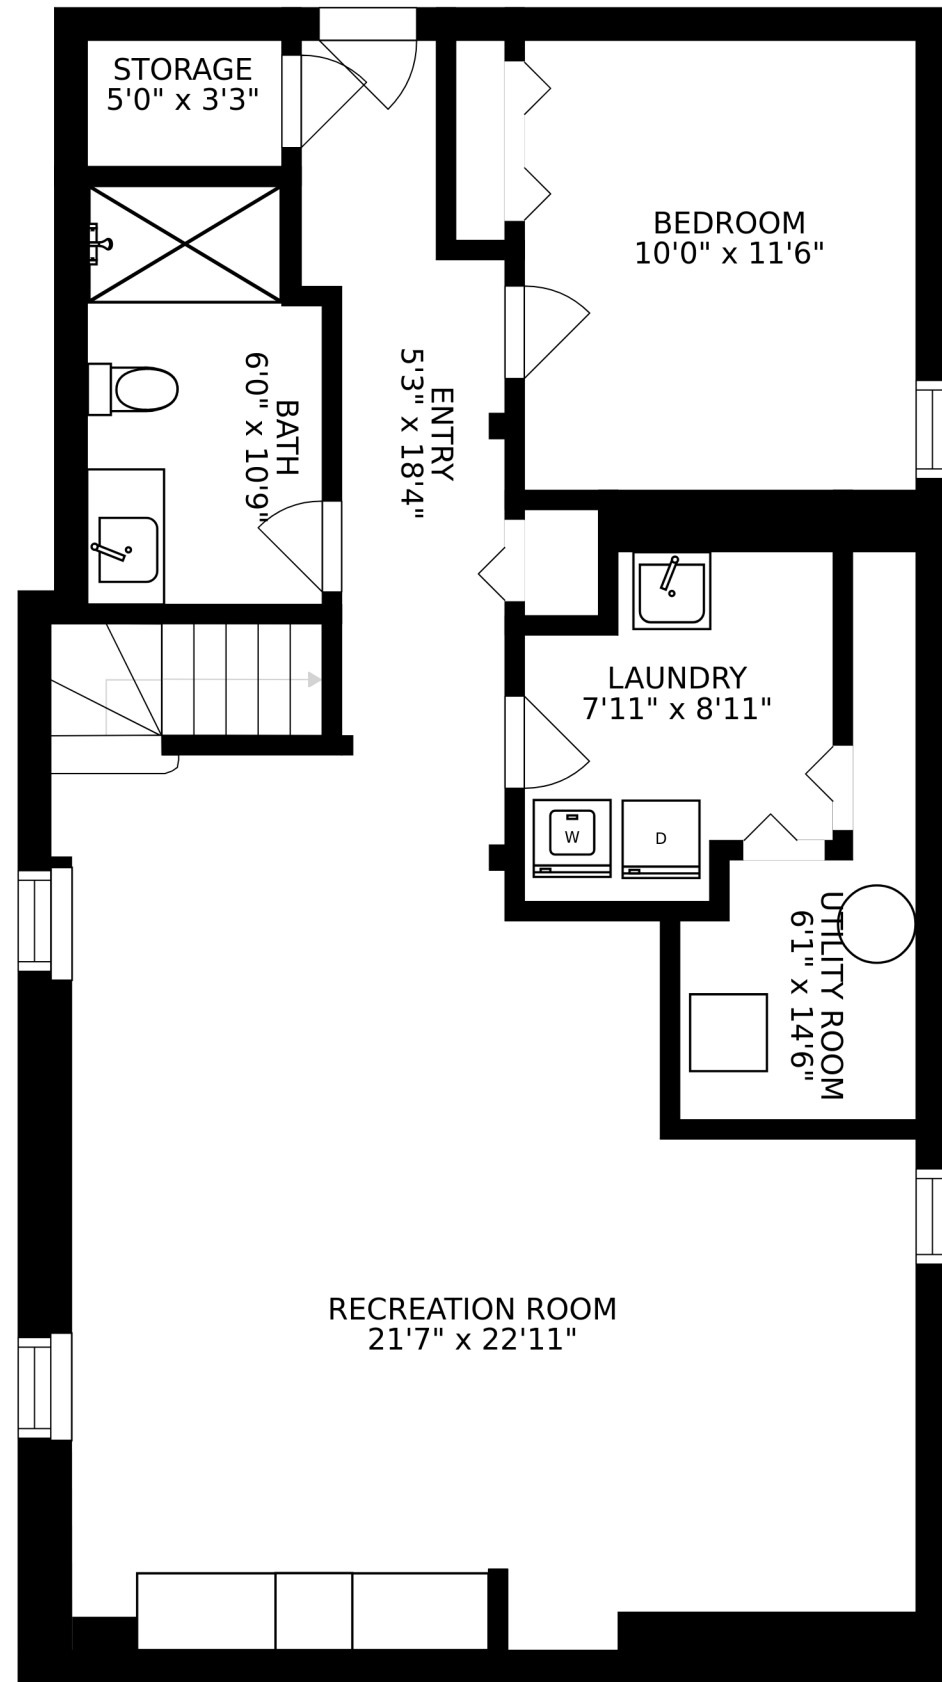 STORAGE
5'0" x 3'3"
BEDROOM
10'0" x 11'6"
ENTRY
5'3" x 18'4"
BATH
6'0" x 10'9"
LAUNDRY
7'11" x 8'11"
W
D
UTILITY ROOM
6'1" x 14'6"
RECREATION ROOM
21'7" x 22'11"